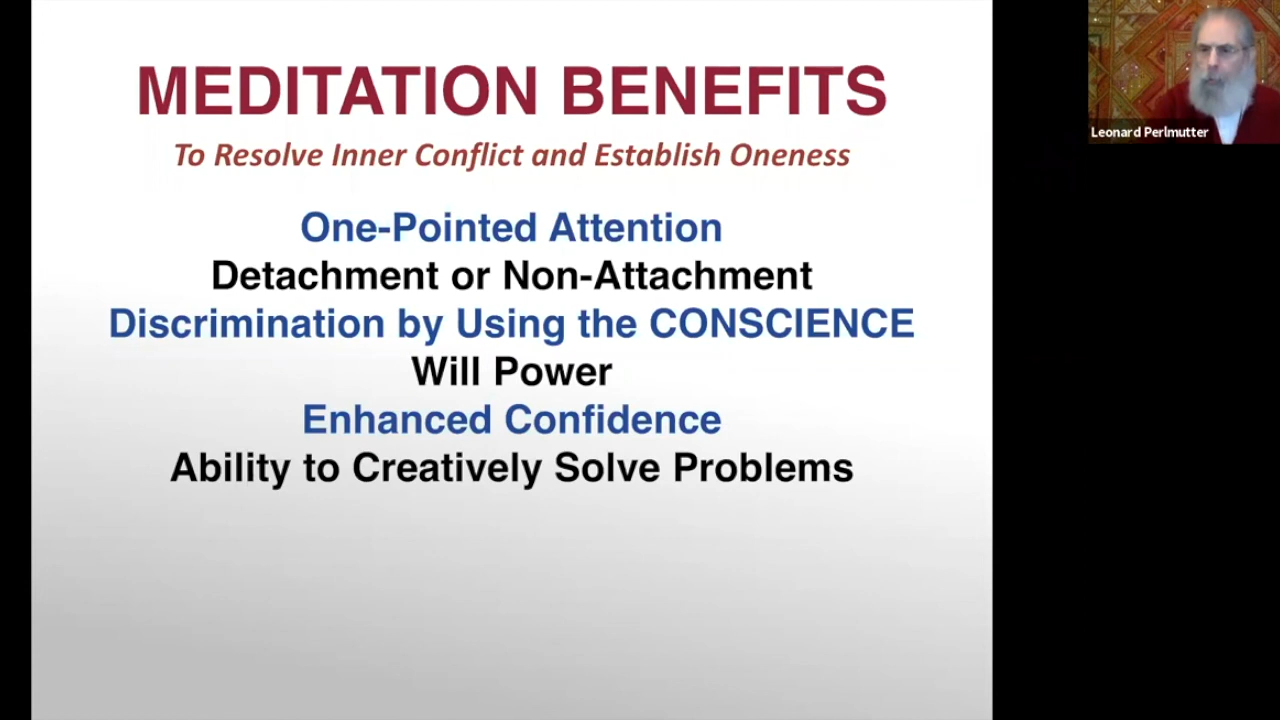 MEDITATION BENEFITS
To Resolve Inner Conflict and Establish Oneness
One-Pointed Attention
Detachment or Non-Attachment
Discrimination by Using the CONSCIENCE
Will Power
Enhanced Confidence
Ability to Creatively Solve Problems
Leonard Perlmutter